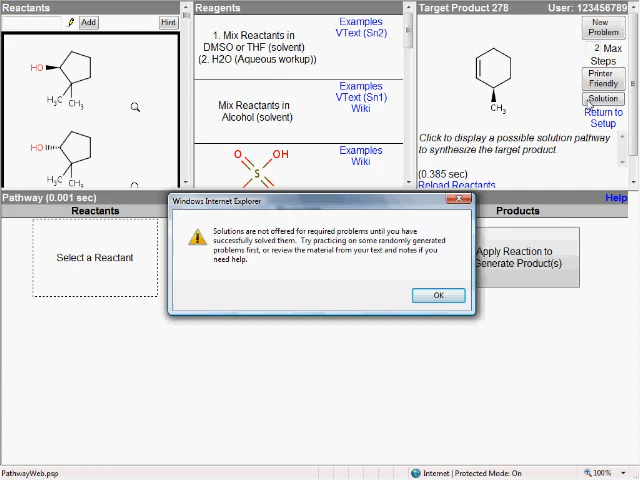 Reactants
Add
Hint
HO
H₃C
CH₃
HO
H₃C
CH₃
Reagents
1. Mix Reactants in
DMSO or THF (solvent)
(2. H2O (Aqueous workup))
Examples
VText (Sn2)
Mix Reactants in
Alcohol (solvent)
Examples
VText (Sn1)
Wiki
O
OH
S
Examples
Wiki
Target Product 278
User: 123456789
CH₃
New
Problem
2 Max
Steps
Printer
Friendly
Solution
Return to
Setup
Click to display a possible solution pathway
to synthesize the target product.
(0.385 sec)
Reload Reactants
Pathway (0.001 sec)
Help
Reactants
Products
Select a Reactant
Apply Reaction to
Generate Product(s)
Windows Internet Explorer
Solutions are not offered for required problems until you have
successfully solved them. Try practicing on some randomly generated
problems first, or review the material from your text and notes if you
need help.
OK
PathwayWeb.psp
Internet | Protected Mode: On
100%